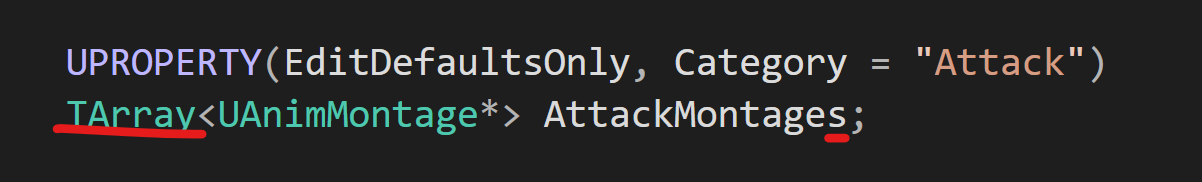 UPROPERTY(EditDefaultsOnly, Category = "Attack")
TArray<UAnimMontage*> AttackMontages;